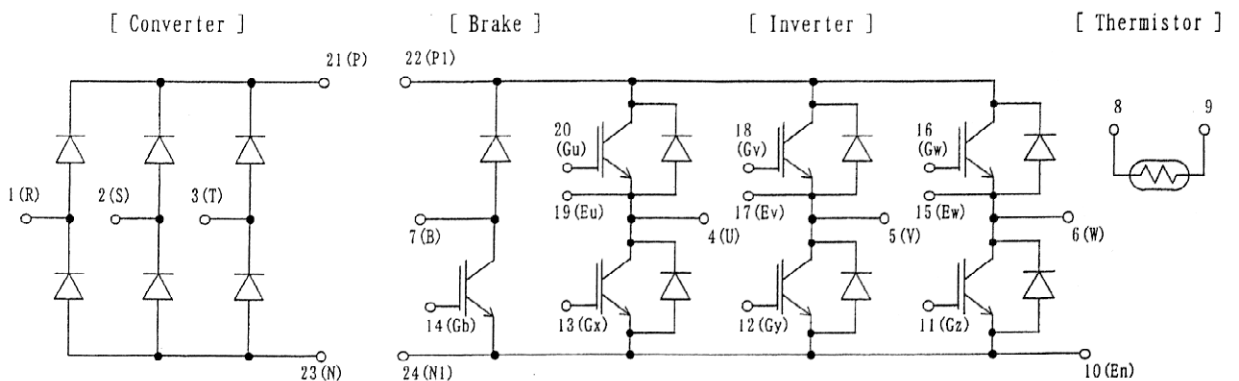 [ Converter ] [ Brake ] [ Inverter ] [ Thermistor ]
21(P) 22(P1)
8 9
20 (Gu) 18 (Gv) 16 (Gw)
1(R) 2(S) 3(T)
19(Eu) 17(Ev) 15(Ew)
7(B) 4(U) 5(V) 6(W)
14(Gb) 13(Gx) 12(Gy) 11(Gz)
23(N) 24(N1) 10(En)